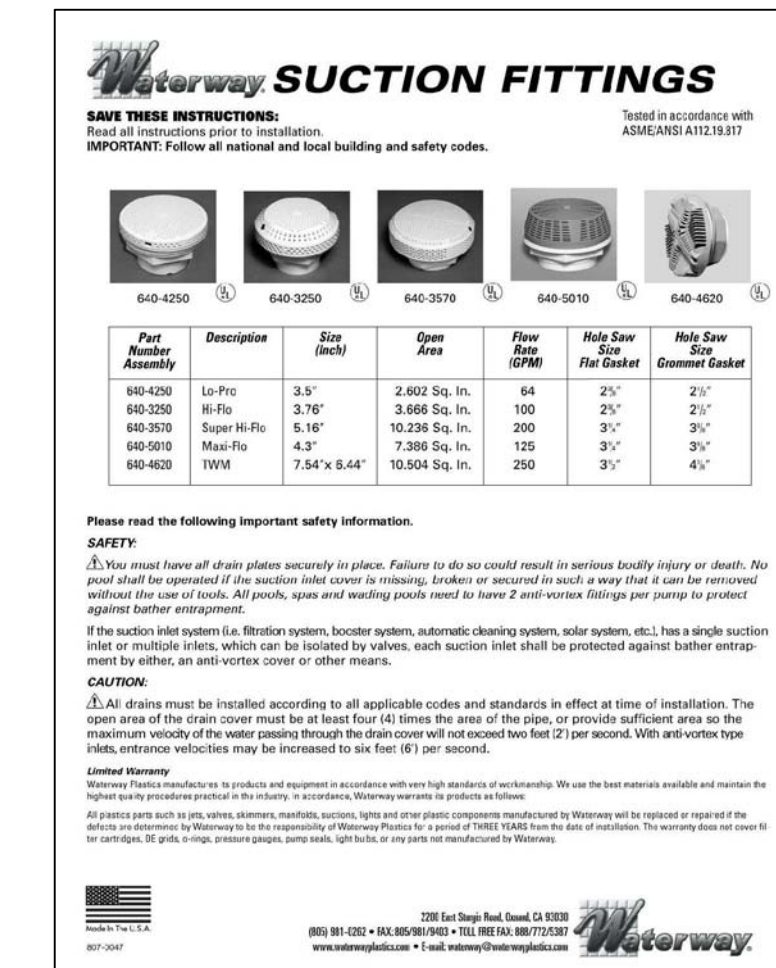 Waterway. SUCTION FITTINGS
SAVE THESE INSTRUCTIONS:
Read all instructions prior to installation.
IMPORTANT: Follow all national and local building and safety codes.
Tested in accordance with
ASME/ANSI A112.19.817
640-4250 UL 640-3250 UL 640-3570 UL 640-5010 UL 640-4620 UL
Part Number Assembly Description Size (inch) Open Area Flow Rate (GPM) Hole Saw Size Flat Gasket Hole Saw Size Grommet Gasket
640-4250 Lo-Pro 3.5" 2.602 Sq. In. 64 2 2½"
640-3250 Hi-Flo 3.76" 3.666 Sq. In. 100 2 2½"
640-3570 Super Hi-Flo 5.16" 10.236 Sq. In. 200 3 3
640-5010 Maxi-Flo 4.3" 7.386 Sq. In. 125 3 3
640-4620 TWM 7.54"x 6.44" 10.504 Sq. In. 250 3½" 4
Please read the following important safety information.
SAFETY:
You must have all drain plates securely in place. Failure to do so could result in serious bodily injury or death. No
pool shall be operated if the suction inlet cover is missing, broken or secured in such a way that it can be removed
without the use of tools. All pools, spas and wading pools need to have 2 anti-vortex fittings per pump to protect
against bather entrapment.
If the suction inlet system (i.e. filtration system, booster system, automatic cleaning system, solar system, etc.), has a single suction
inlet or multiple inlets, which can be isolated by valves, each suction inlet shall be protected against bather entrap-
ment by either, an anti-vortex cover or other means.
CAUTION:
All drains must be installed according to all applicable codes and standards in effect at time of installation. The
open area of the drain cover must be at least four (4) times the area of the pipe, or provide sufficient area so the
maximum velocity of the water passing through the drain cover will not exceed two feet (2') per second. With anti-vortex type
inlets, entrance velocities may be increased to six feet (6') per second.
Limited Warranty
Waterway Plastics manufactures its products and equipment in accordance with very high standards of workmanship. We use the best materials available and maintain the
highest quality procedures practical in the industry. In accordance, Waterway warrants its products as follows:
All plastics parts such as jets, valves, skimmers, manifolds, suctions, lights and other plastic components manufactured by Waterway will be replaced or repaired if the
defects are determined by Waterway to be the responsibility of Waterway Plastics for a period of THREE YEARS from the date of installation. The warranty does not cover fil-
ter cartridges, DE grids, o-rings, pressure gauges, pump seals, light bulbs, or any parts not manufactured by Waterway.
Made In The U.S.A.
807-0047
2200 East Sturgis Road, Oxnard, CA 93030
(805) 981-0262 • FAX: 805/981/9403 • TOLL FREE FAX: 888/772/5387
www.waterwayplastics.com • E-mail: waterway@waterwayplastics.com
Waterway.